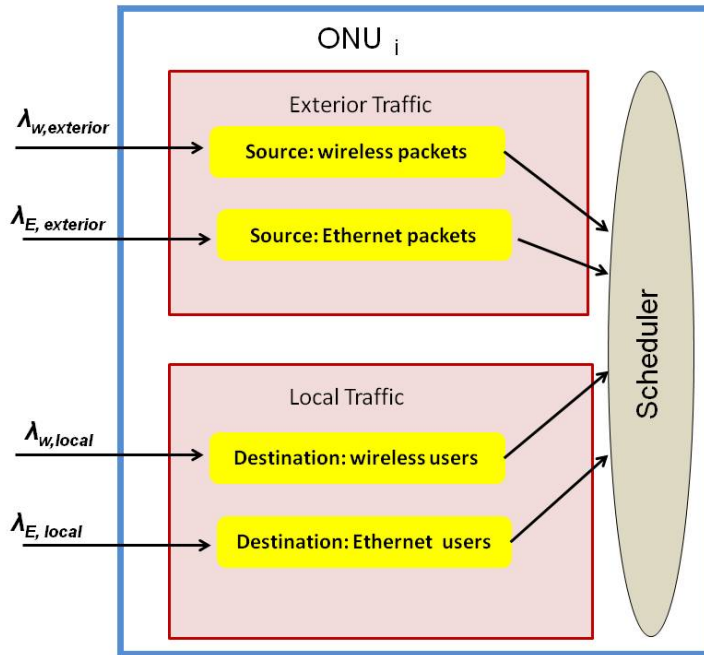 ONU i
Exterior Traffic
λw,exterior
Source: wireless packets
λE, exterior
Source: Ethernet packets
Scheduler
Local Traffic
λw,local
Destination: wireless users
λE, local
Destination: Ethernet users